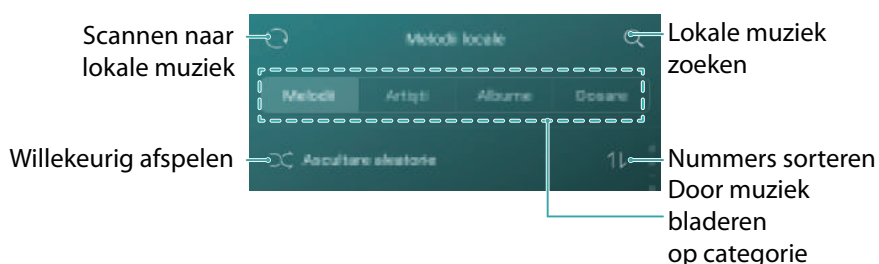 Scannen naar
lokale muziek
Melodii locale
Lokale muziek
zoeken
Melodii Artiști Albume Dosare
Willekeurig afspelen
Ascultare aleatorie
Nummers sorteren
Door muziek
bladeren
op categorie